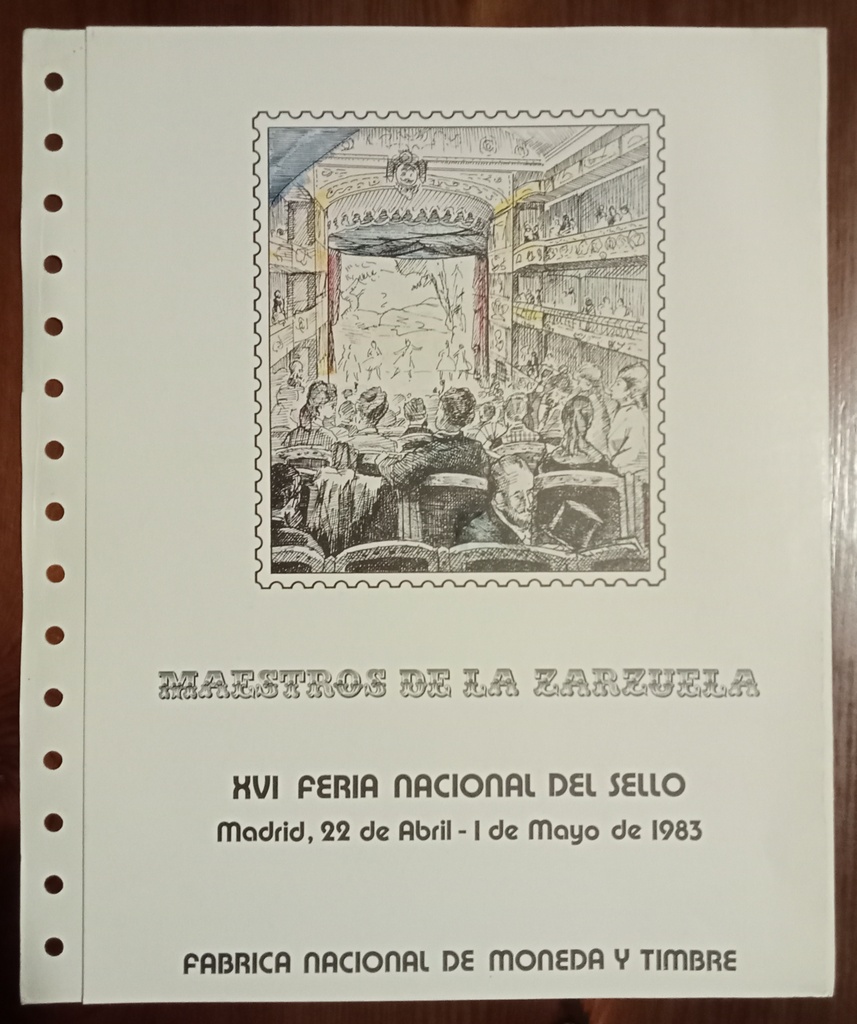 MAESTROS DE LA ZARZUELA
XVI FERIA NACIONAL DEL SELLO
Madrid, 22 de Abril - 1 de Mayo de 1983
FABRICA NACIONAL DE MONEDA Y TIMBRE